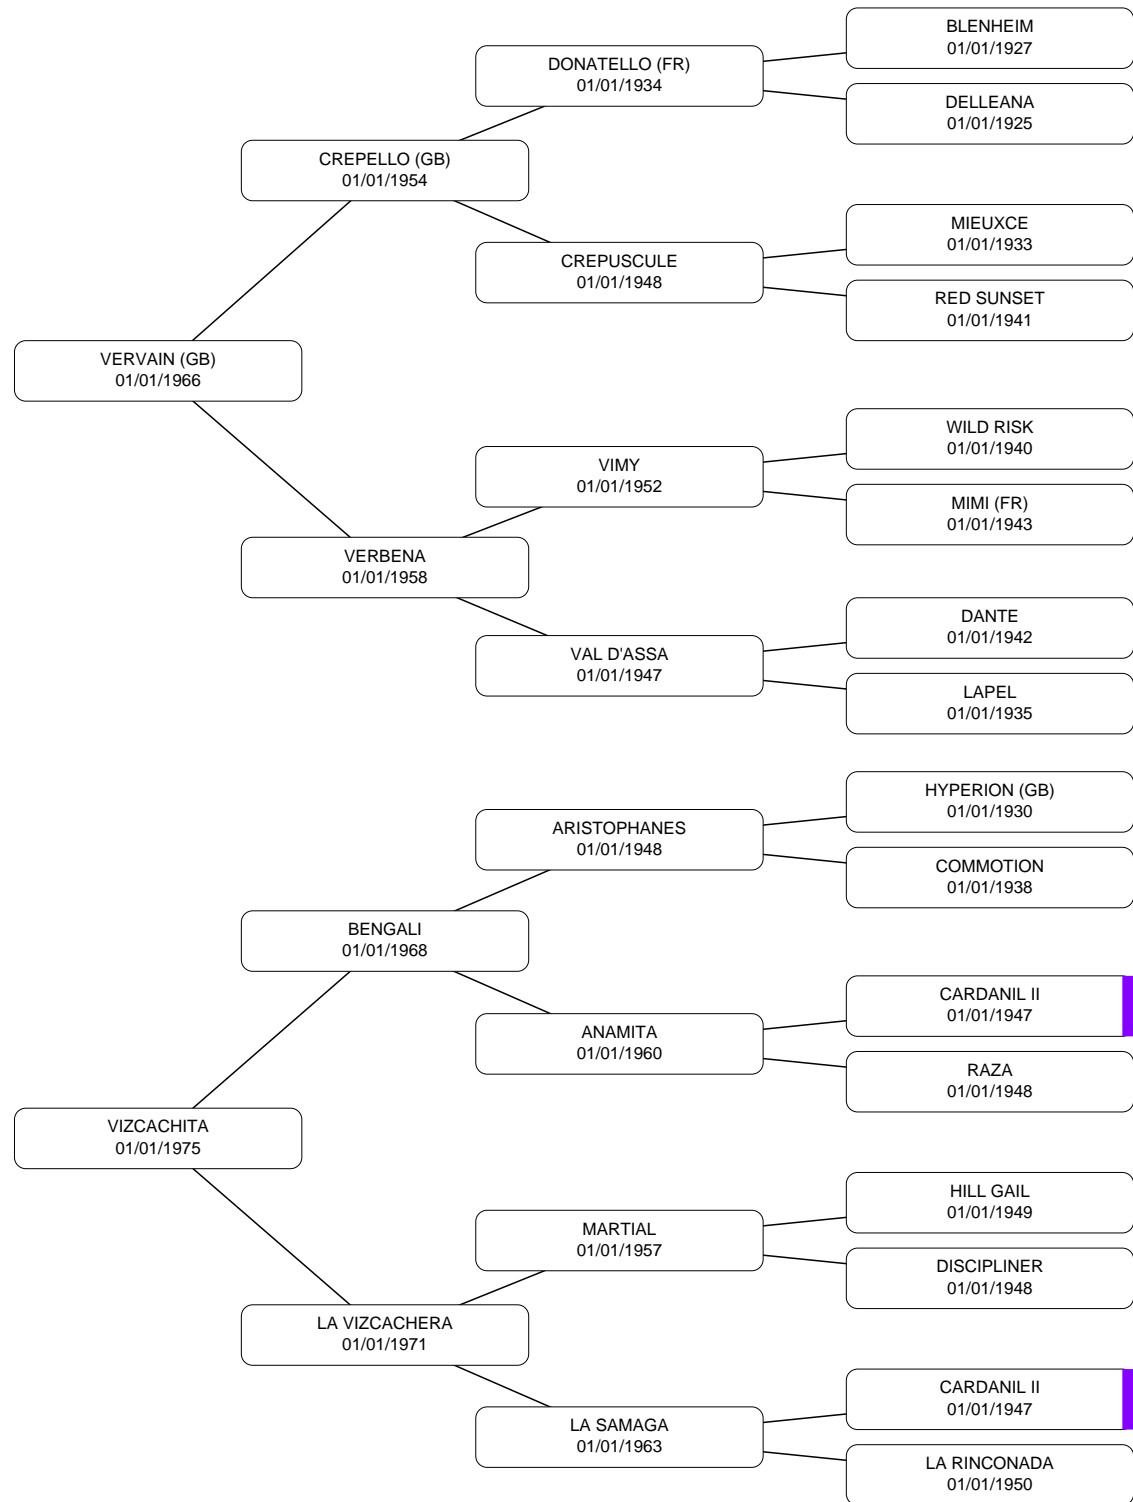 BLENHEIM
01/01/1927
DONATELLO (FR)
01/01/1934
DELLEANA
01/01/1925
CREPELLO (GB)
01/01/1954
MIEUXCE
01/01/1933
CREPUSCULE
01/01/1948
RED SUNSET
01/01/1941
VERVAIN (GB)
01/01/1966
WILD RISK
01/01/1940
VIMY
01/01/1952
MIMI (FR)
01/01/1943
VERBENA
01/01/1958
DANTE
01/01/1942
VAL D'ASSA
01/01/1947
LAPEL
01/01/1935
HYPERION (GB)
01/01/1930
ARISTOPHANES
01/01/1948
COMMOTION
01/01/1938
BENGALI
01/01/1968
CARDANIL II
01/01/1947
ANAMITA
01/01/1960
RAZA
01/01/1948
VIZCACHITA
01/01/1975
HILL GAIL
01/01/1949
MARTIAL
01/01/1957
DISCIPLINER
01/01/1948
LA VIZCACHERA
01/01/1971
CARDANIL II
01/01/1947
LA SAMAGA
01/01/1963
LA RINCONADA
01/01/1950